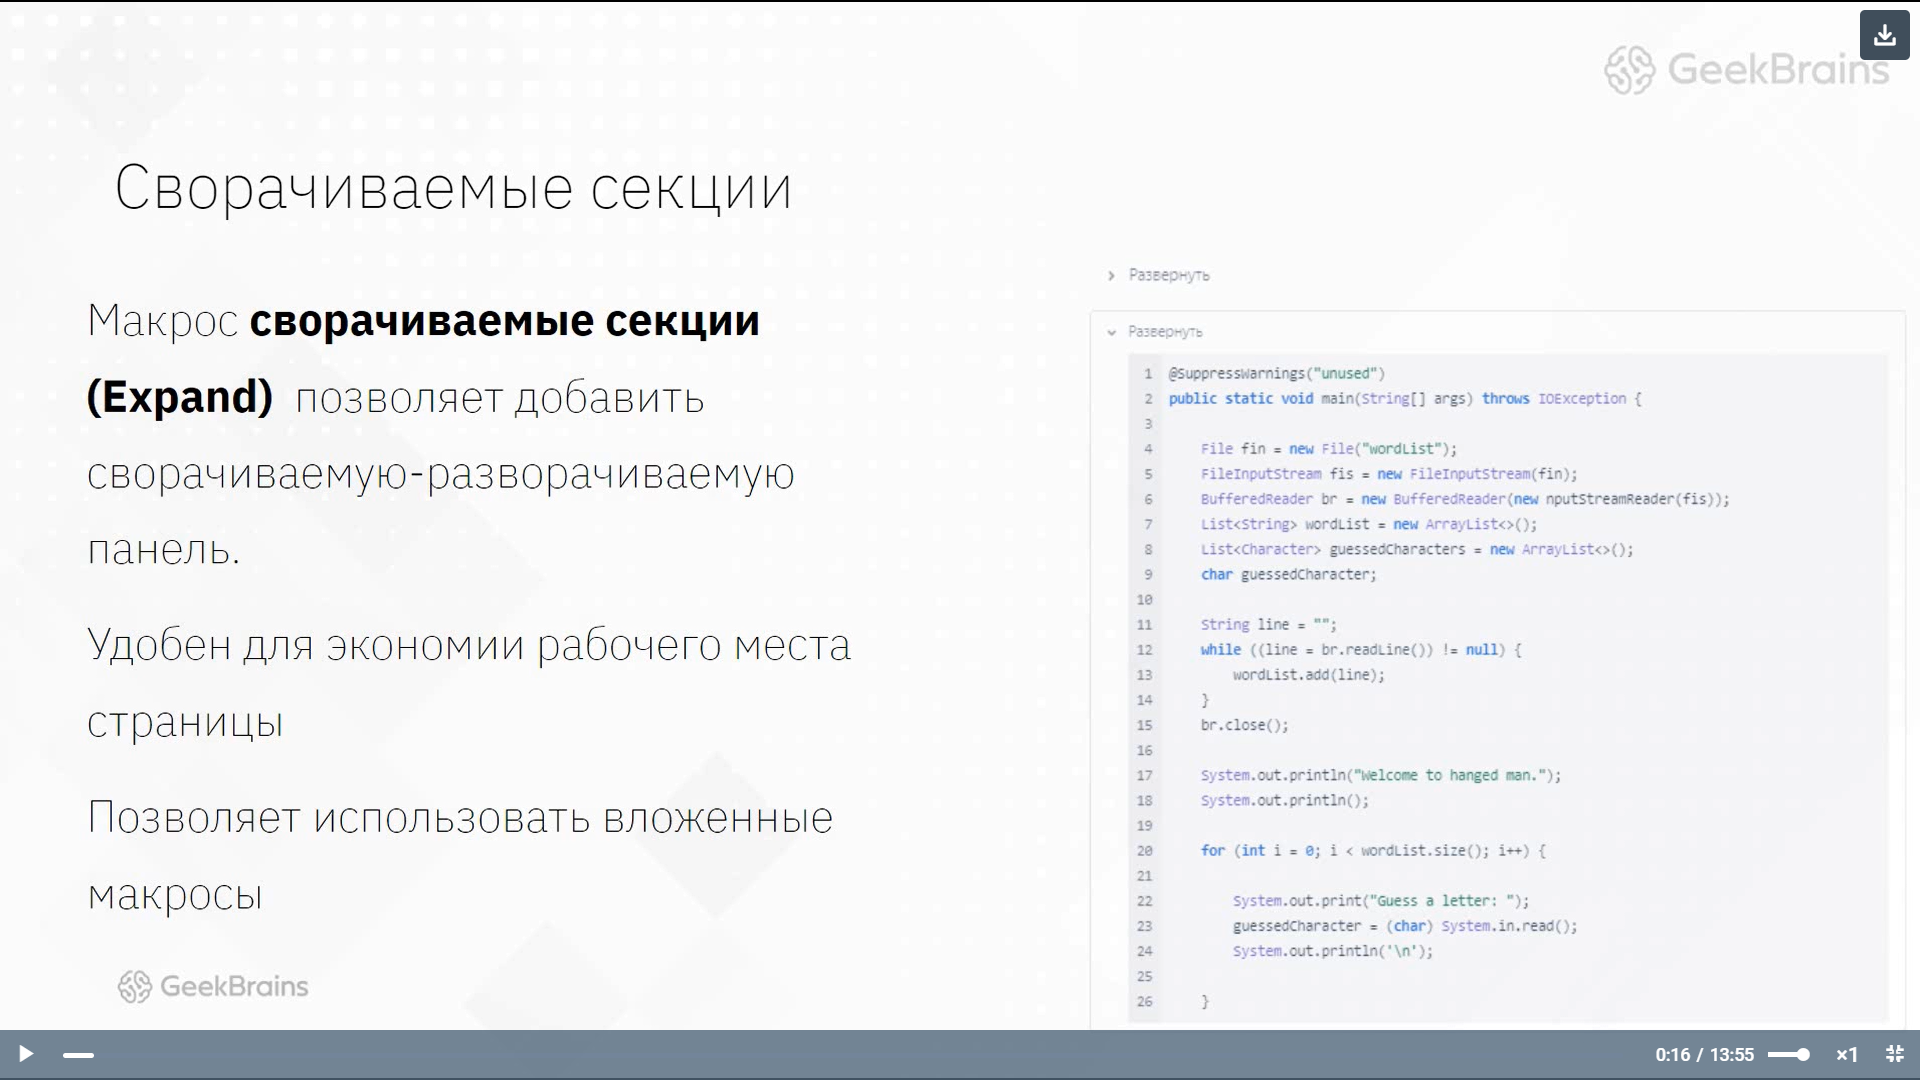 GeekBrains
Сворачиваемые секции
Макрос сворачиваемые секции
(Expand) позволяет добавить
сворачиваемую-разворачиваемую
панель.
Удобен для экономии рабочего места
страницы
Позволяет использовать вложенные
макросы
GeekBrains
Развернуть
Развернуть
1 @SuppressWarnings("unused")
2 public static void main(String[] args) throws IOException {
3
4 File fin = new File("wordList");
5 FileInputStream fis = new FileInputStream(fin);
6 BufferedReader br = new BufferedReader(new nputStreamReader(fis));
7 List<String> wordList = new ArrayList<>();
8 List<Character> guessedCharacters = new ArrayList<>();
9 char guessedCharacter;
10
11 String line = "";
12 while ((line = br.readLine()) != null) {
13 wordList.add(line);
14 }
15 br.close();
16
17 System.out.println("Welcome to hanged man.");
18 System.out.println();
19
20 for (int i = 0; i < wordList.size(); i++) {
21
22 System.out.print("Guess a letter: ");
23 guessedCharacter = (char) System.in.read();
24 System.out.println('\n');
25
26 }
0:16 / 13:55 ×1